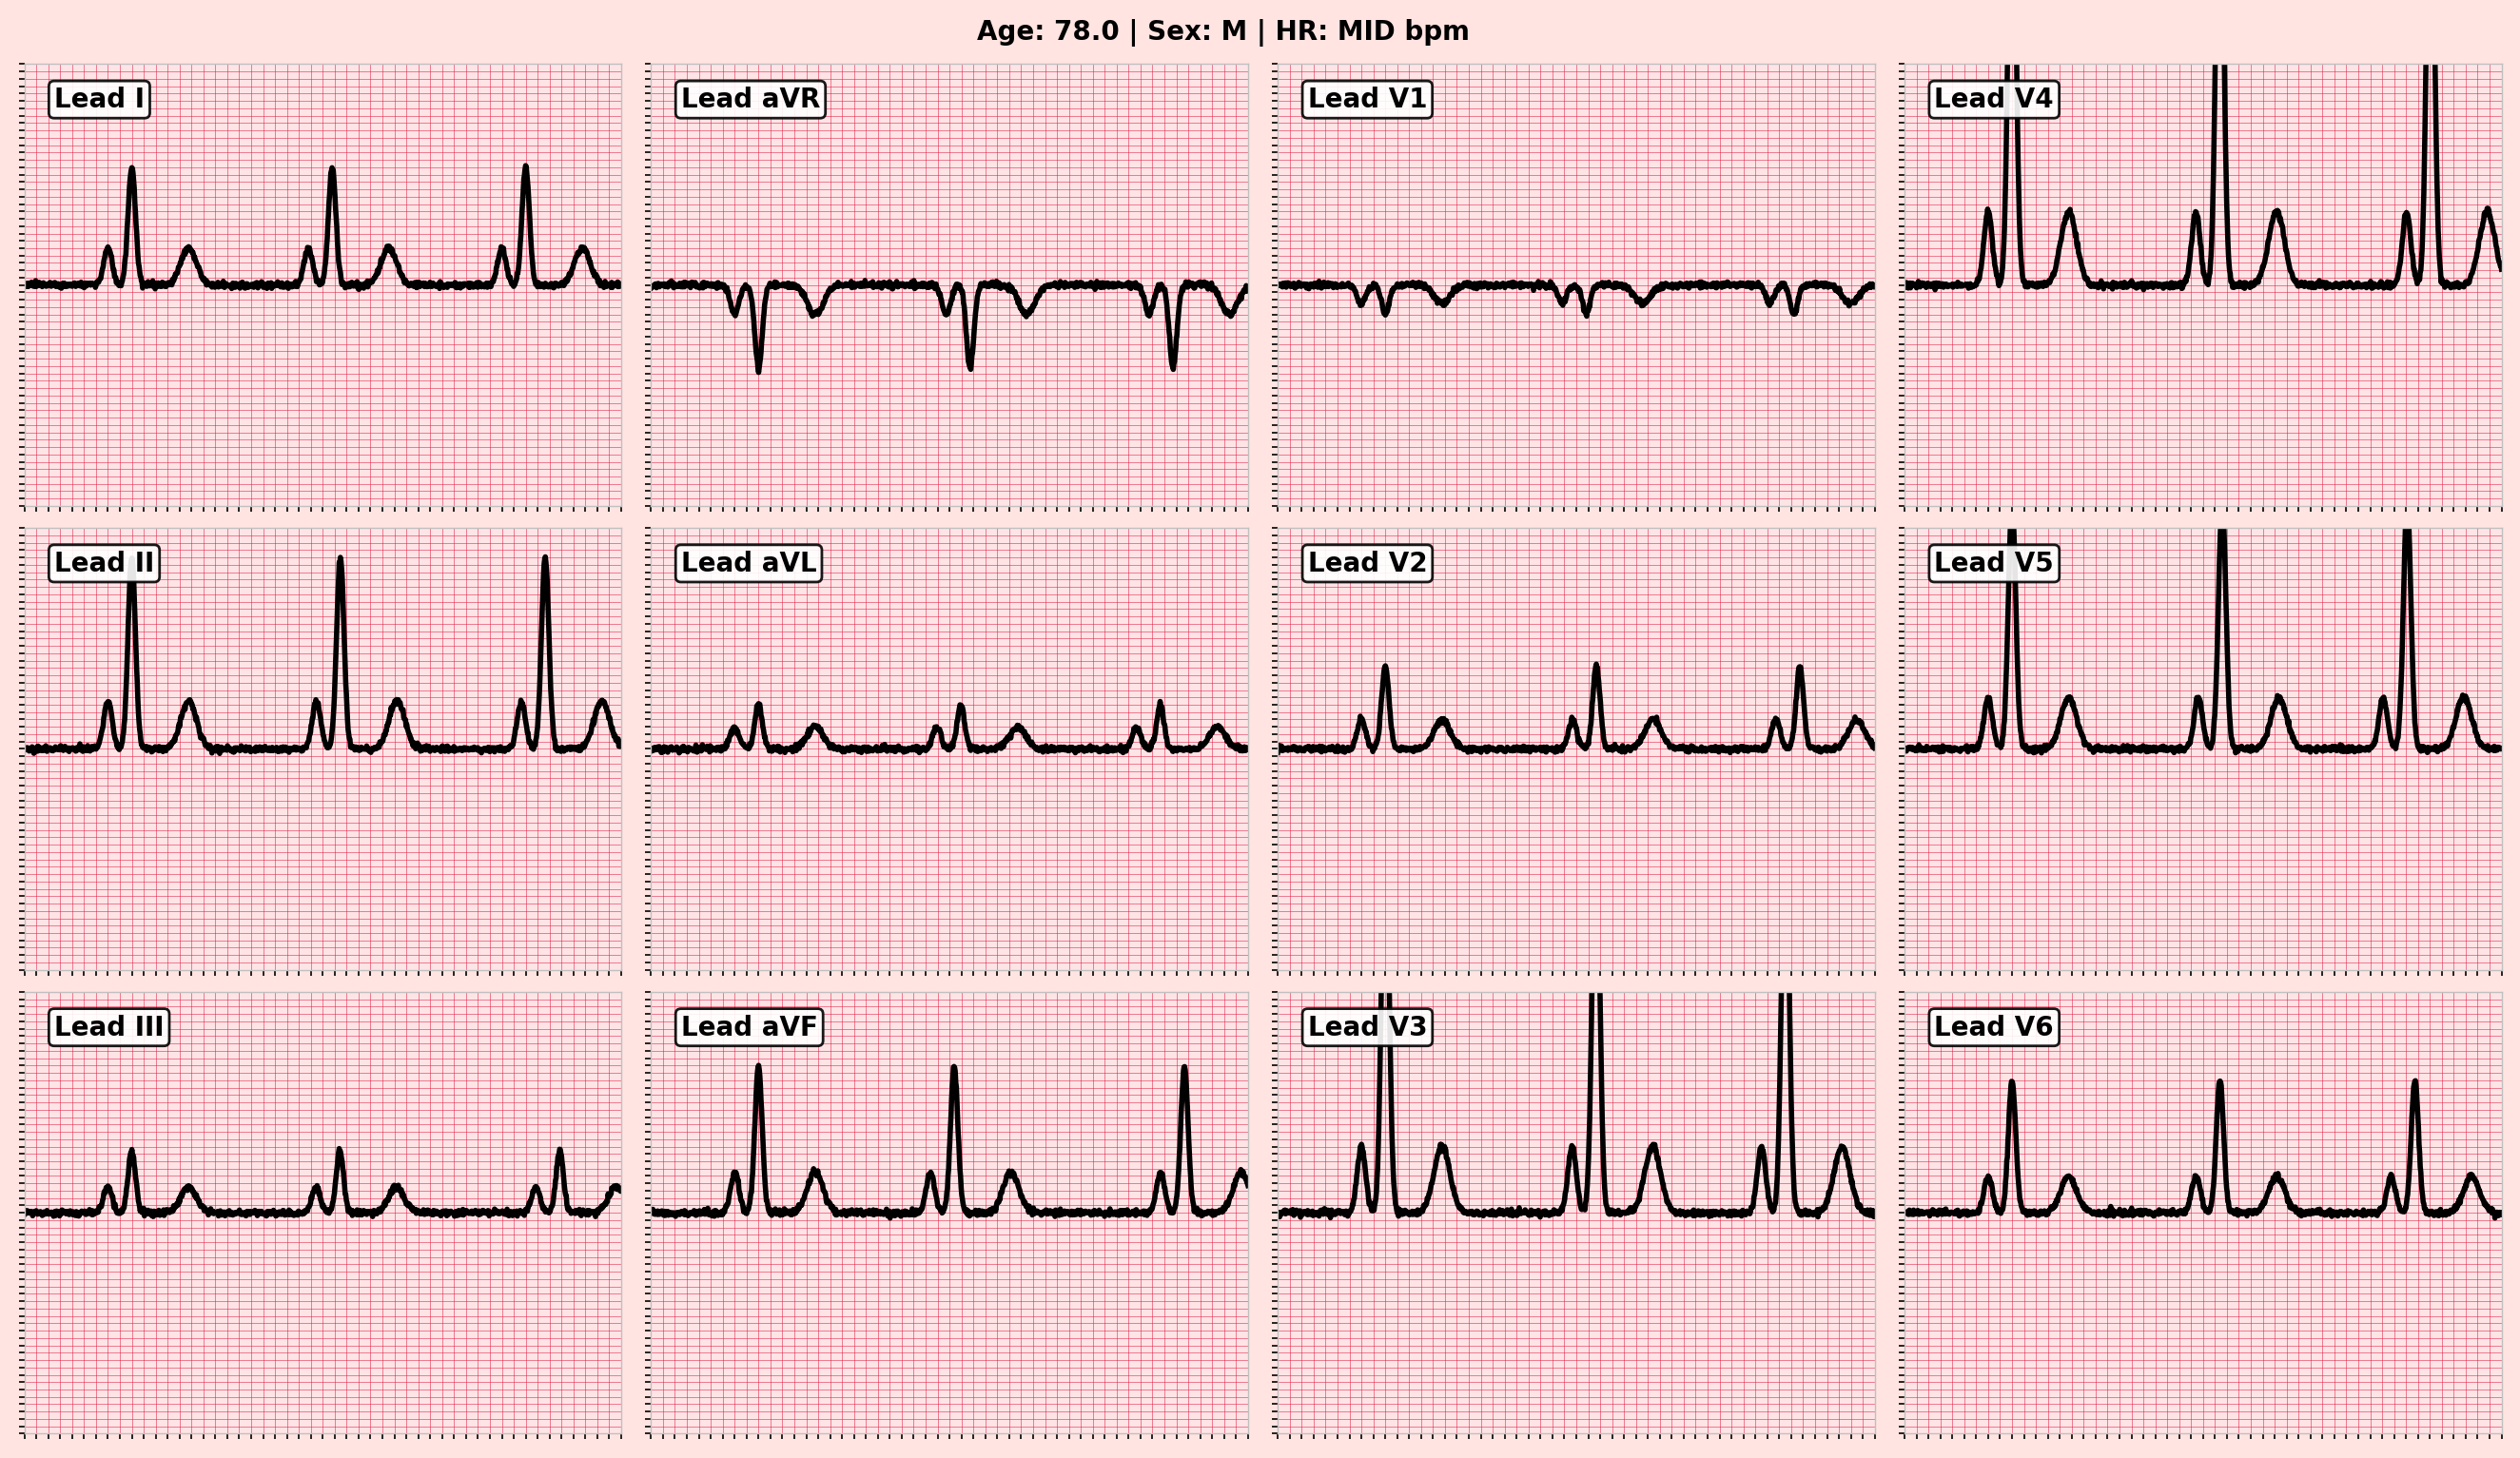 Age: 78.0 | Sex: M | HR: MID bpm
Lead I
Lead aVR
Lead V1
Lead V4
Lead II
Lead aVL
Lead V2
Lead V5
Lead III
Lead aVF
Lead V3
Lead V6